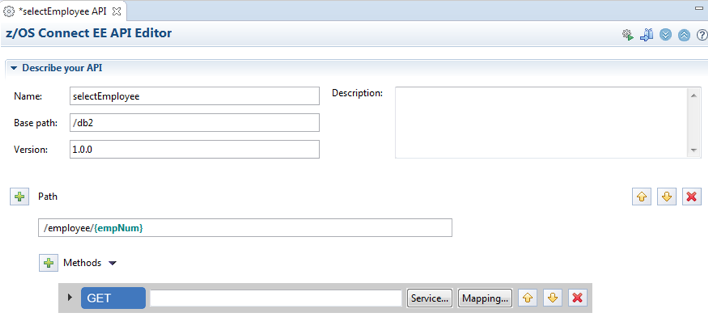 *selectEmployee API
z/OS Connect EE API Editor
Describe your API
Name: selectEmployee Description:
Base path: /db2
Version: 1.0.0
Path
/employee/{empNum}
Methods
GET Service... Mapping...